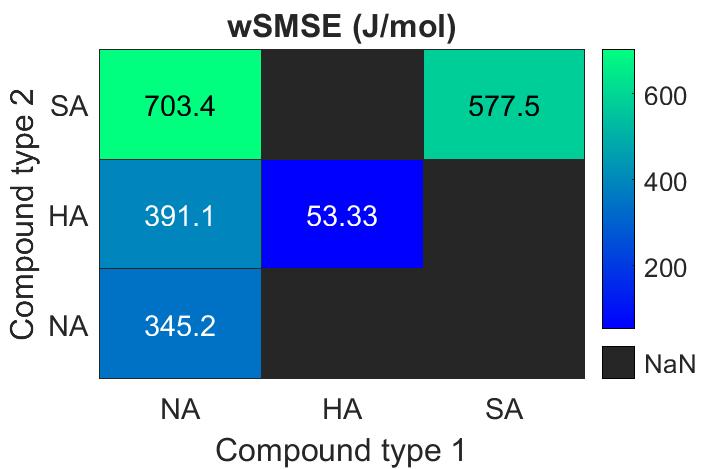 wSMSE (J/mol)
Compound type 2
SA
703.4
577.5
HA
391.1
53.33
NA
345.2
NA
HA
SA
Compound type 1
600
400
200
NaN